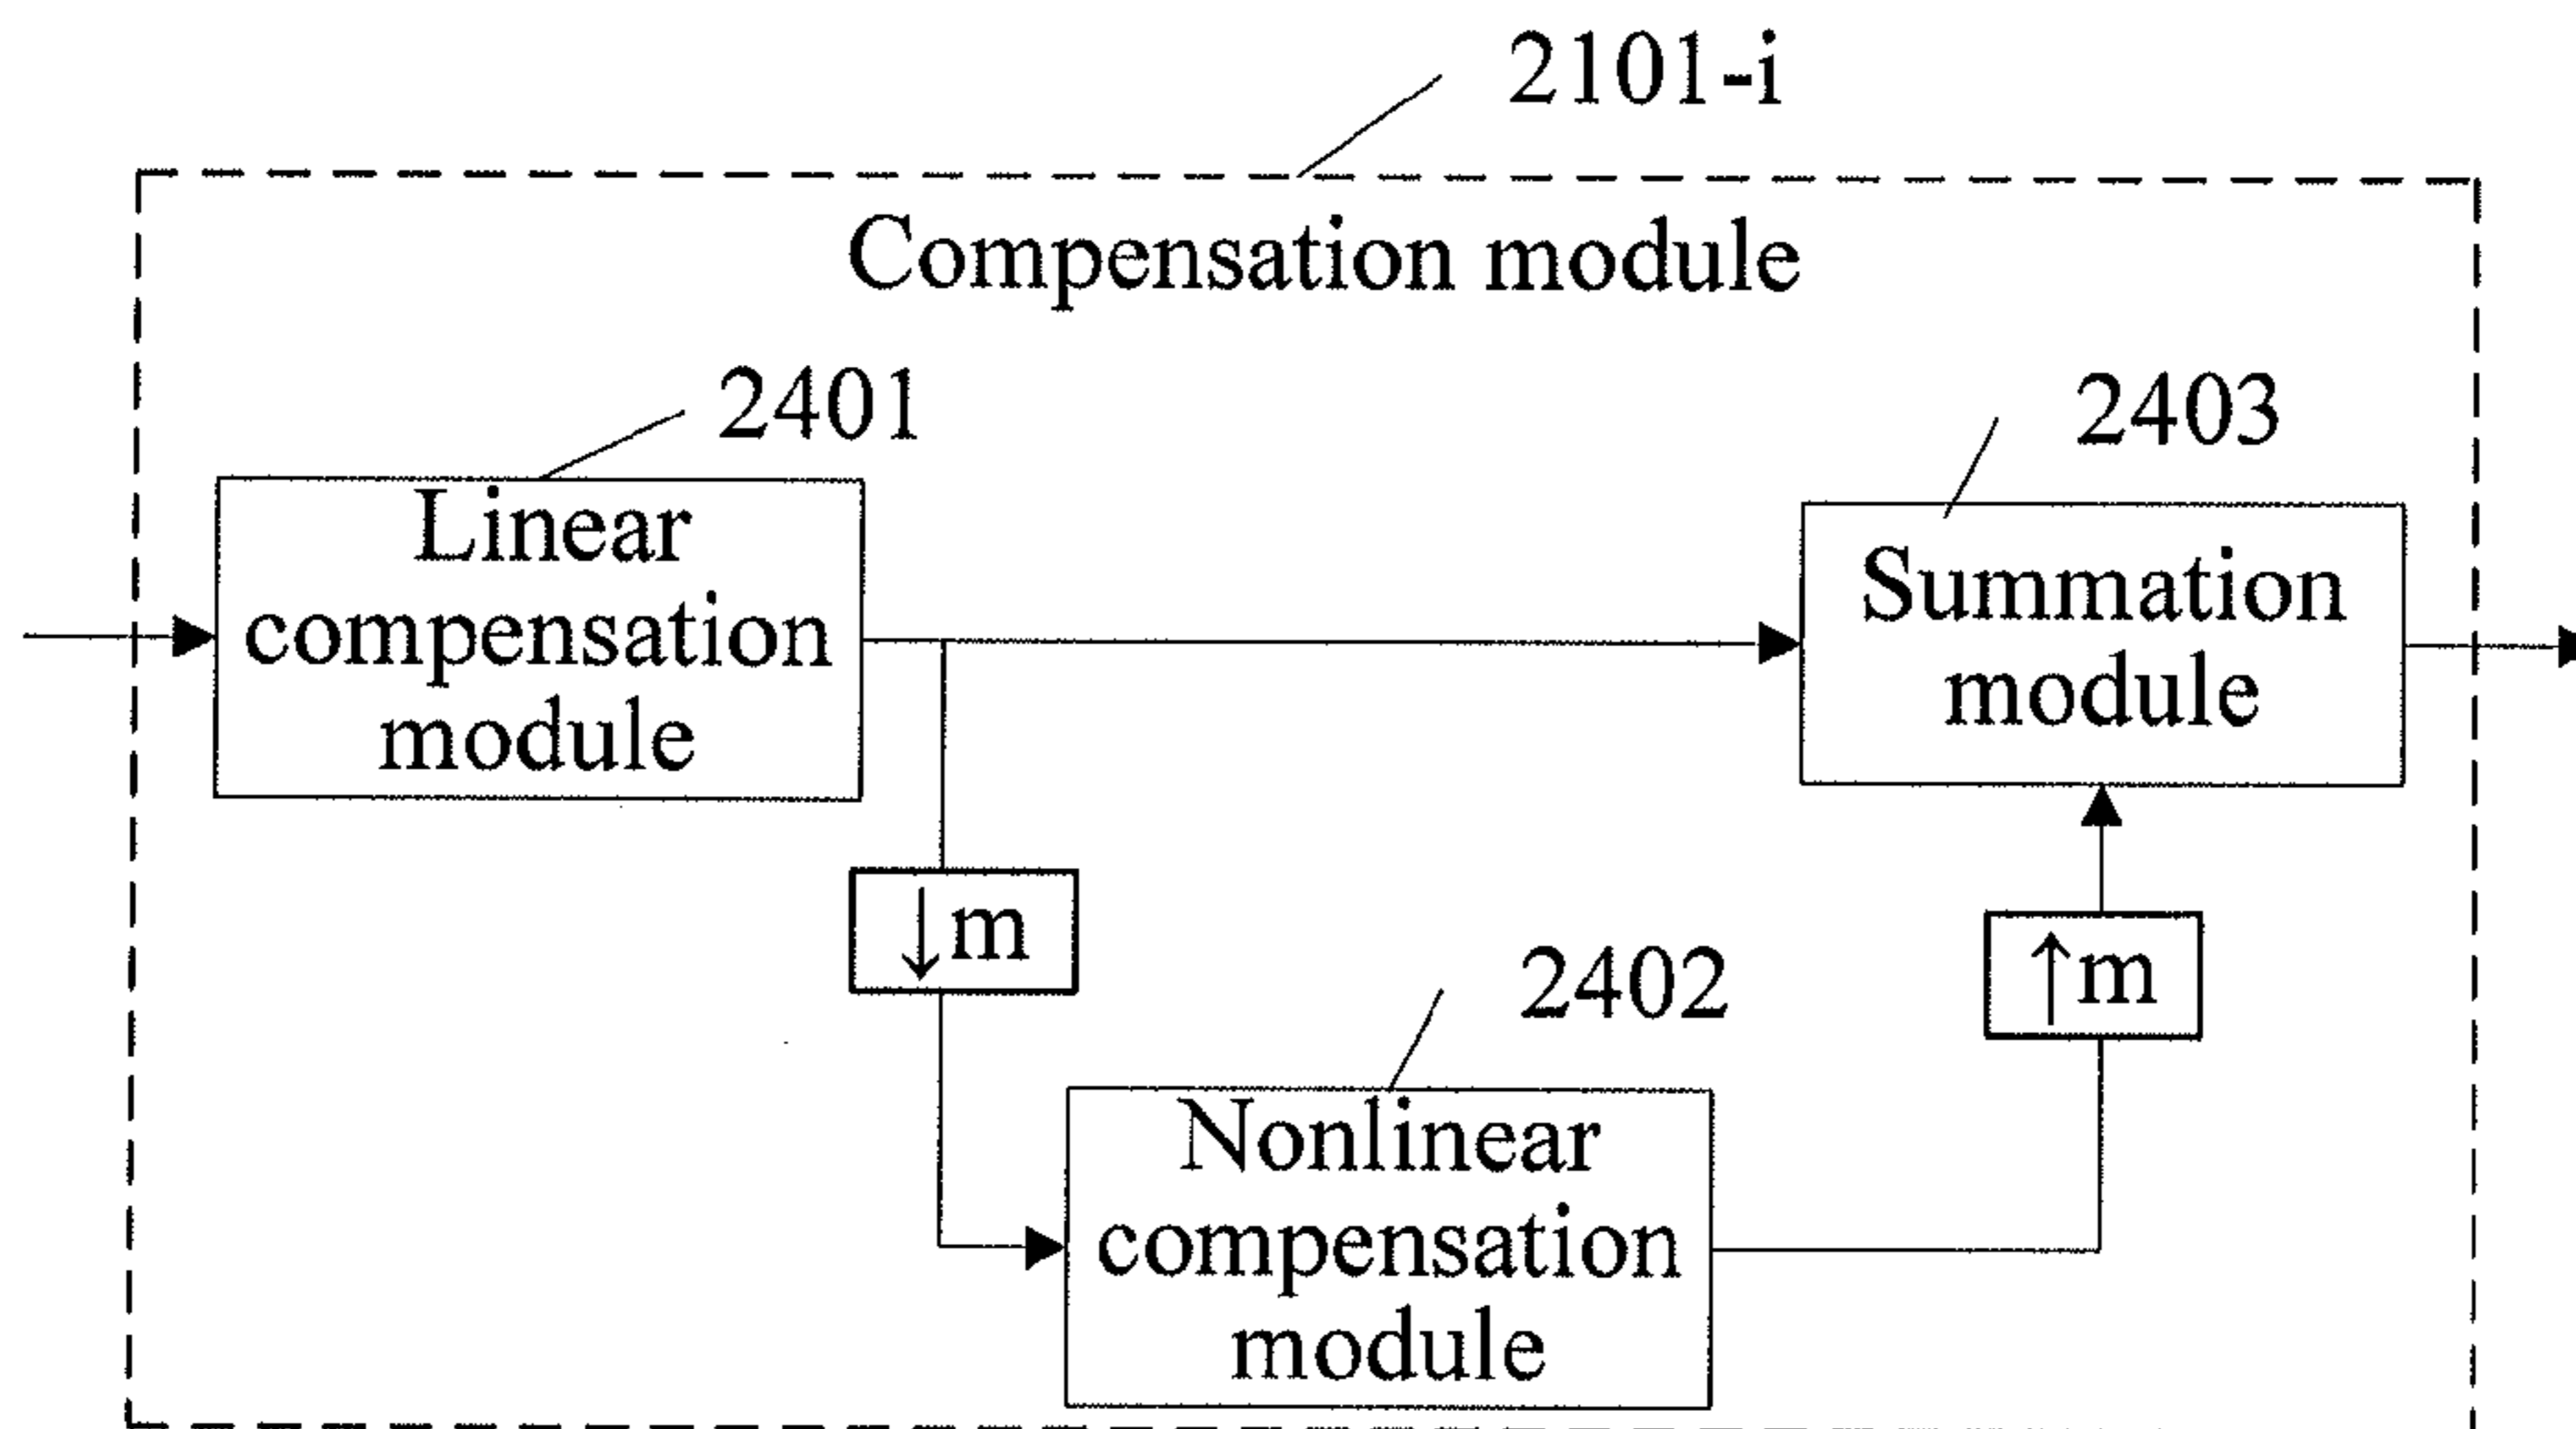 2101-i
Compensation module
2401
2403
Linear
compensation
module
Summation
module
↓m
↑m
2402
Nonlinear
compensation
module